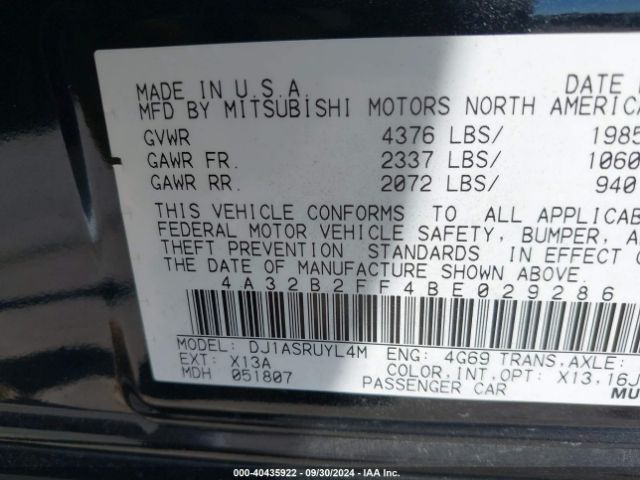 MADE IN U.S.A. DATE
MFD BY MITSUBISHI MOTORS NORTH AMERICA
GVWR 4376 LBS/ 1985
GAWR FR. 2337 LBS/ 1060
GAWR RR. 2072 LBS/ 940
THIS VEHICLE CONFORMS TO ALL APPLICAB
FEDERAL MOTOR VEHICLE SAFETY, BUMPER, A
THEFT PREVENTION STANDARDS IN EFFECT
THE DATE OF MANUFACTURE SHOWN ABOVE.
4A32B2FF4BE029286
MODEL: DJ1ASRUYL4M ENG: 4G69 TRANS.AXLE:
EXT: X13A COLOR.INT.OPT: X13.16J
MDH 051807 PASSENGER CAR MU
000-40435922 - 09/30/2024 - IAA Inc.